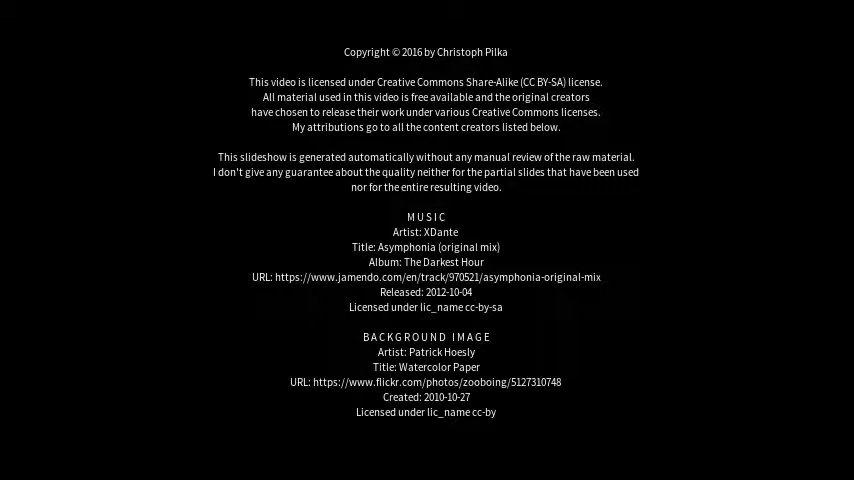 Copyright © 2016 by Christoph Pilka
This video is licensed under Creative Commons Share-Alike (CC BY-SA) license.
All material used in this video is free available and the original creators
have chosen to release their work under various Creative Commons licenses.
My attributions go to all the content creators listed below.
This slideshow is generated automatically without any manual review of the raw material.
I don't give any guarantee about the quality neither for the partial slides that have been used
nor for the entire resulting video.
MUSIC
Artist: XDante
Title: Asymphonia (original mix)
Album: The Darkest Hour
URL: https://www.jamendo.com/en/track/970521/asymphonia-original-mix
Released: 2012-10-04
Licensed under lic_name cc-by-sa
BACKGROUND IMAGE
Artist: Patrick Hoesly
Title: Watercolor Paper
URL: https://www.flickr.com/photos/zooboing/5127310748
Created: 2010-10-27
Licensed under lic_name cc-by